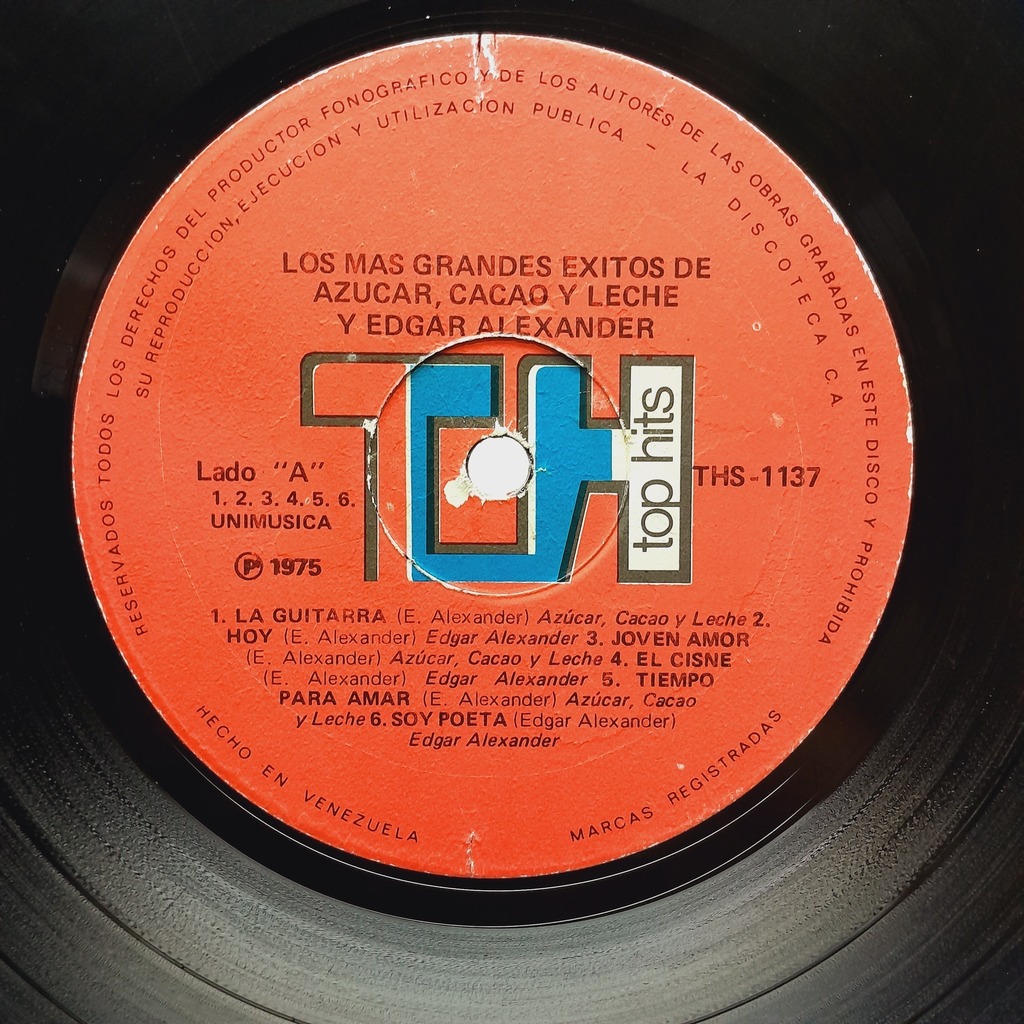 RESERVADOS TODOS LOS DERECHOS DEL PRODUCTOR FONOGRAFICO Y DE LOS AUTORES DE LAS OBRAS GRABADAS EN ESTE DISCO Y PROHIBIDA
SU REPRODUCCION, EJECUCION Y UTILIZACION PUBLICA - LA DISCOTECA C.A.
LOS MAS GRANDES EXITOS DE
AZUCAR, CACAO Y LECHE
Y EDGAR ALEXANDER
TH
top hits
Lado "A"
1. 2. 3. 4. 5. 6.
UNIMUSICA
Ⓟ 1975
THS-1137
1. LA GUITARRA (E. Alexander) Azúcar, Cacao y Leche 2.
HOY (E. Alexander) Edgar Alexander 3. JOVEN AMOR
(E. Alexander) Azúcar, Cacao y Leche 4. EL CISNE
(E. Alexander) Edgar Alexander 5. TIEMPO
PARA AMAR (E. Alexander) Azúcar, Cacao
y Leche 6. SOY POETA (Edgar Alexander)
Edgar Alexander
HECHO EN VENEZUELA
MARCAS REGISTRADAS